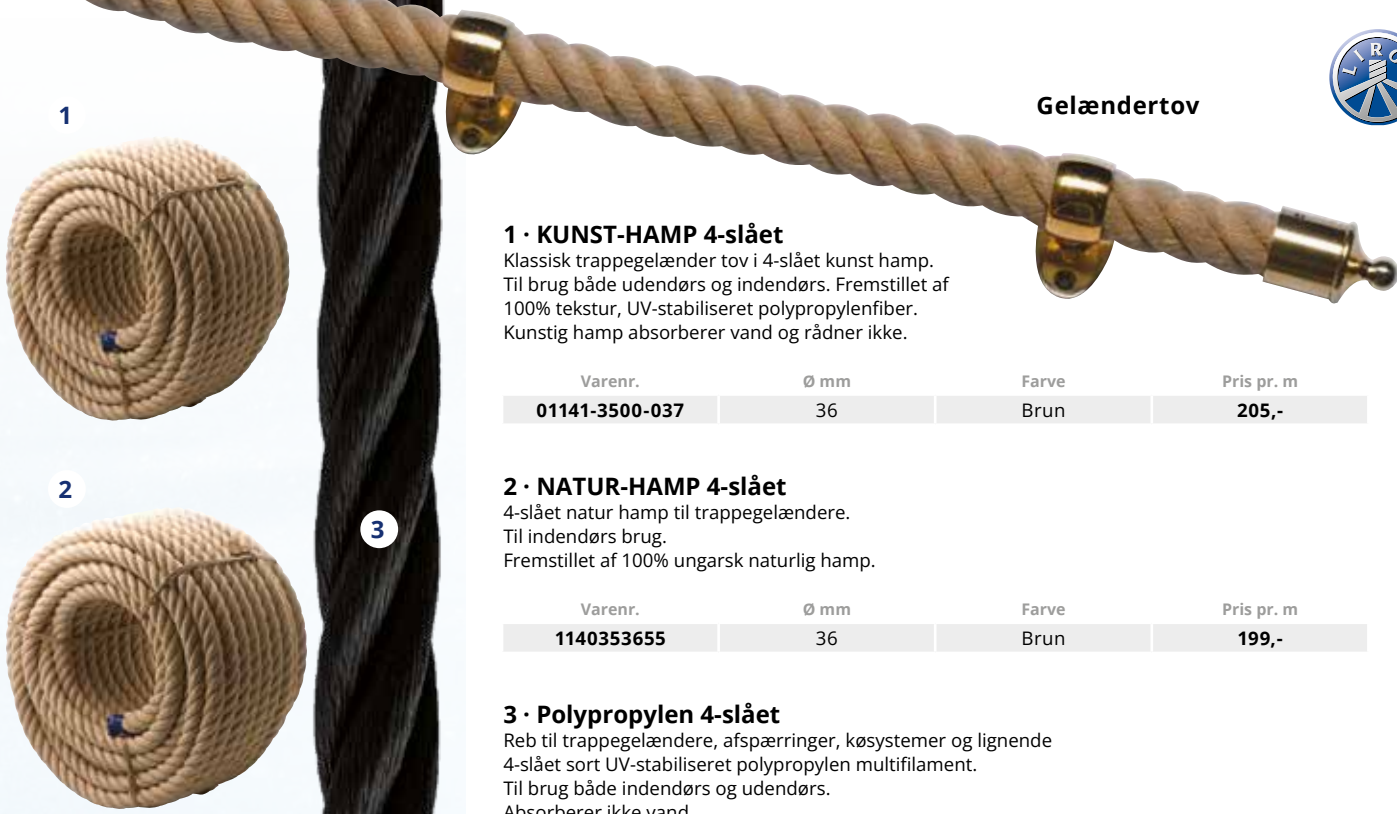 Gelændertov
LIRO
1
1 · KUNST-HAMP 4-slået
Klassisk trappegelænder tov i 4-slået kunst hamp.
Til brug både udendørs og indendørs. Fremstillet af
100% tekstur, UV-stabiliseret polypropylenfiber.
Kunstig hamp absorberer vand og rådner ikke.
Varenr. Ø mm Farve Pris pr. m
01141-3500-037 36 Brun 205,-
2
2 · NATUR-HAMP 4-slået
4-slået natur hamp til trappegelændere.
Til indendørs brug.
Fremstillet af 100% ungarsk naturlig hamp.
Varenr. Ø mm Farve Pris pr. m
1140353655 36 Brun 199,-
3
3 · Polypropylen 4-slået
Reb til trappegelændere, afspærringer, køsystemer og lignende
4-slået sort UV-stabiliseret polypropylen multifilament.
Til brug både indendørs og udendørs.
Absorberer ikke vand